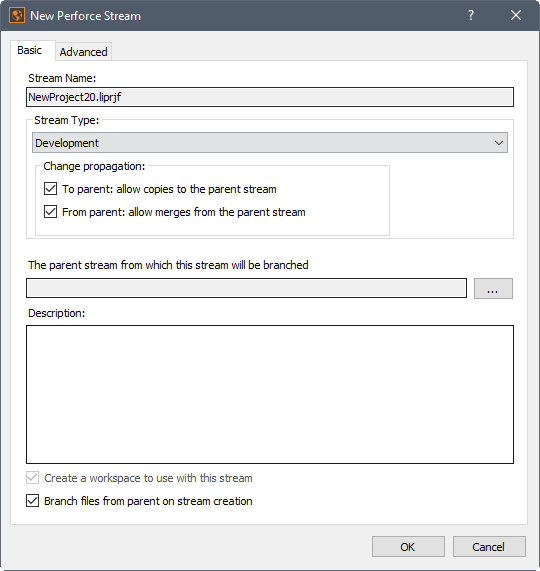 New Perforce Stream
Basic
Advanced
Stream Name:
NewProject20.liprjf
Stream Type:
Development
Change propagation:
To parent: allow copies to the parent stream
From parent: allow merges from the parent stream
The parent stream from which this stream will be branched
...
Description:
Create a workspace to use with this stream
Branch files from parent on stream creation
OK
Cancel